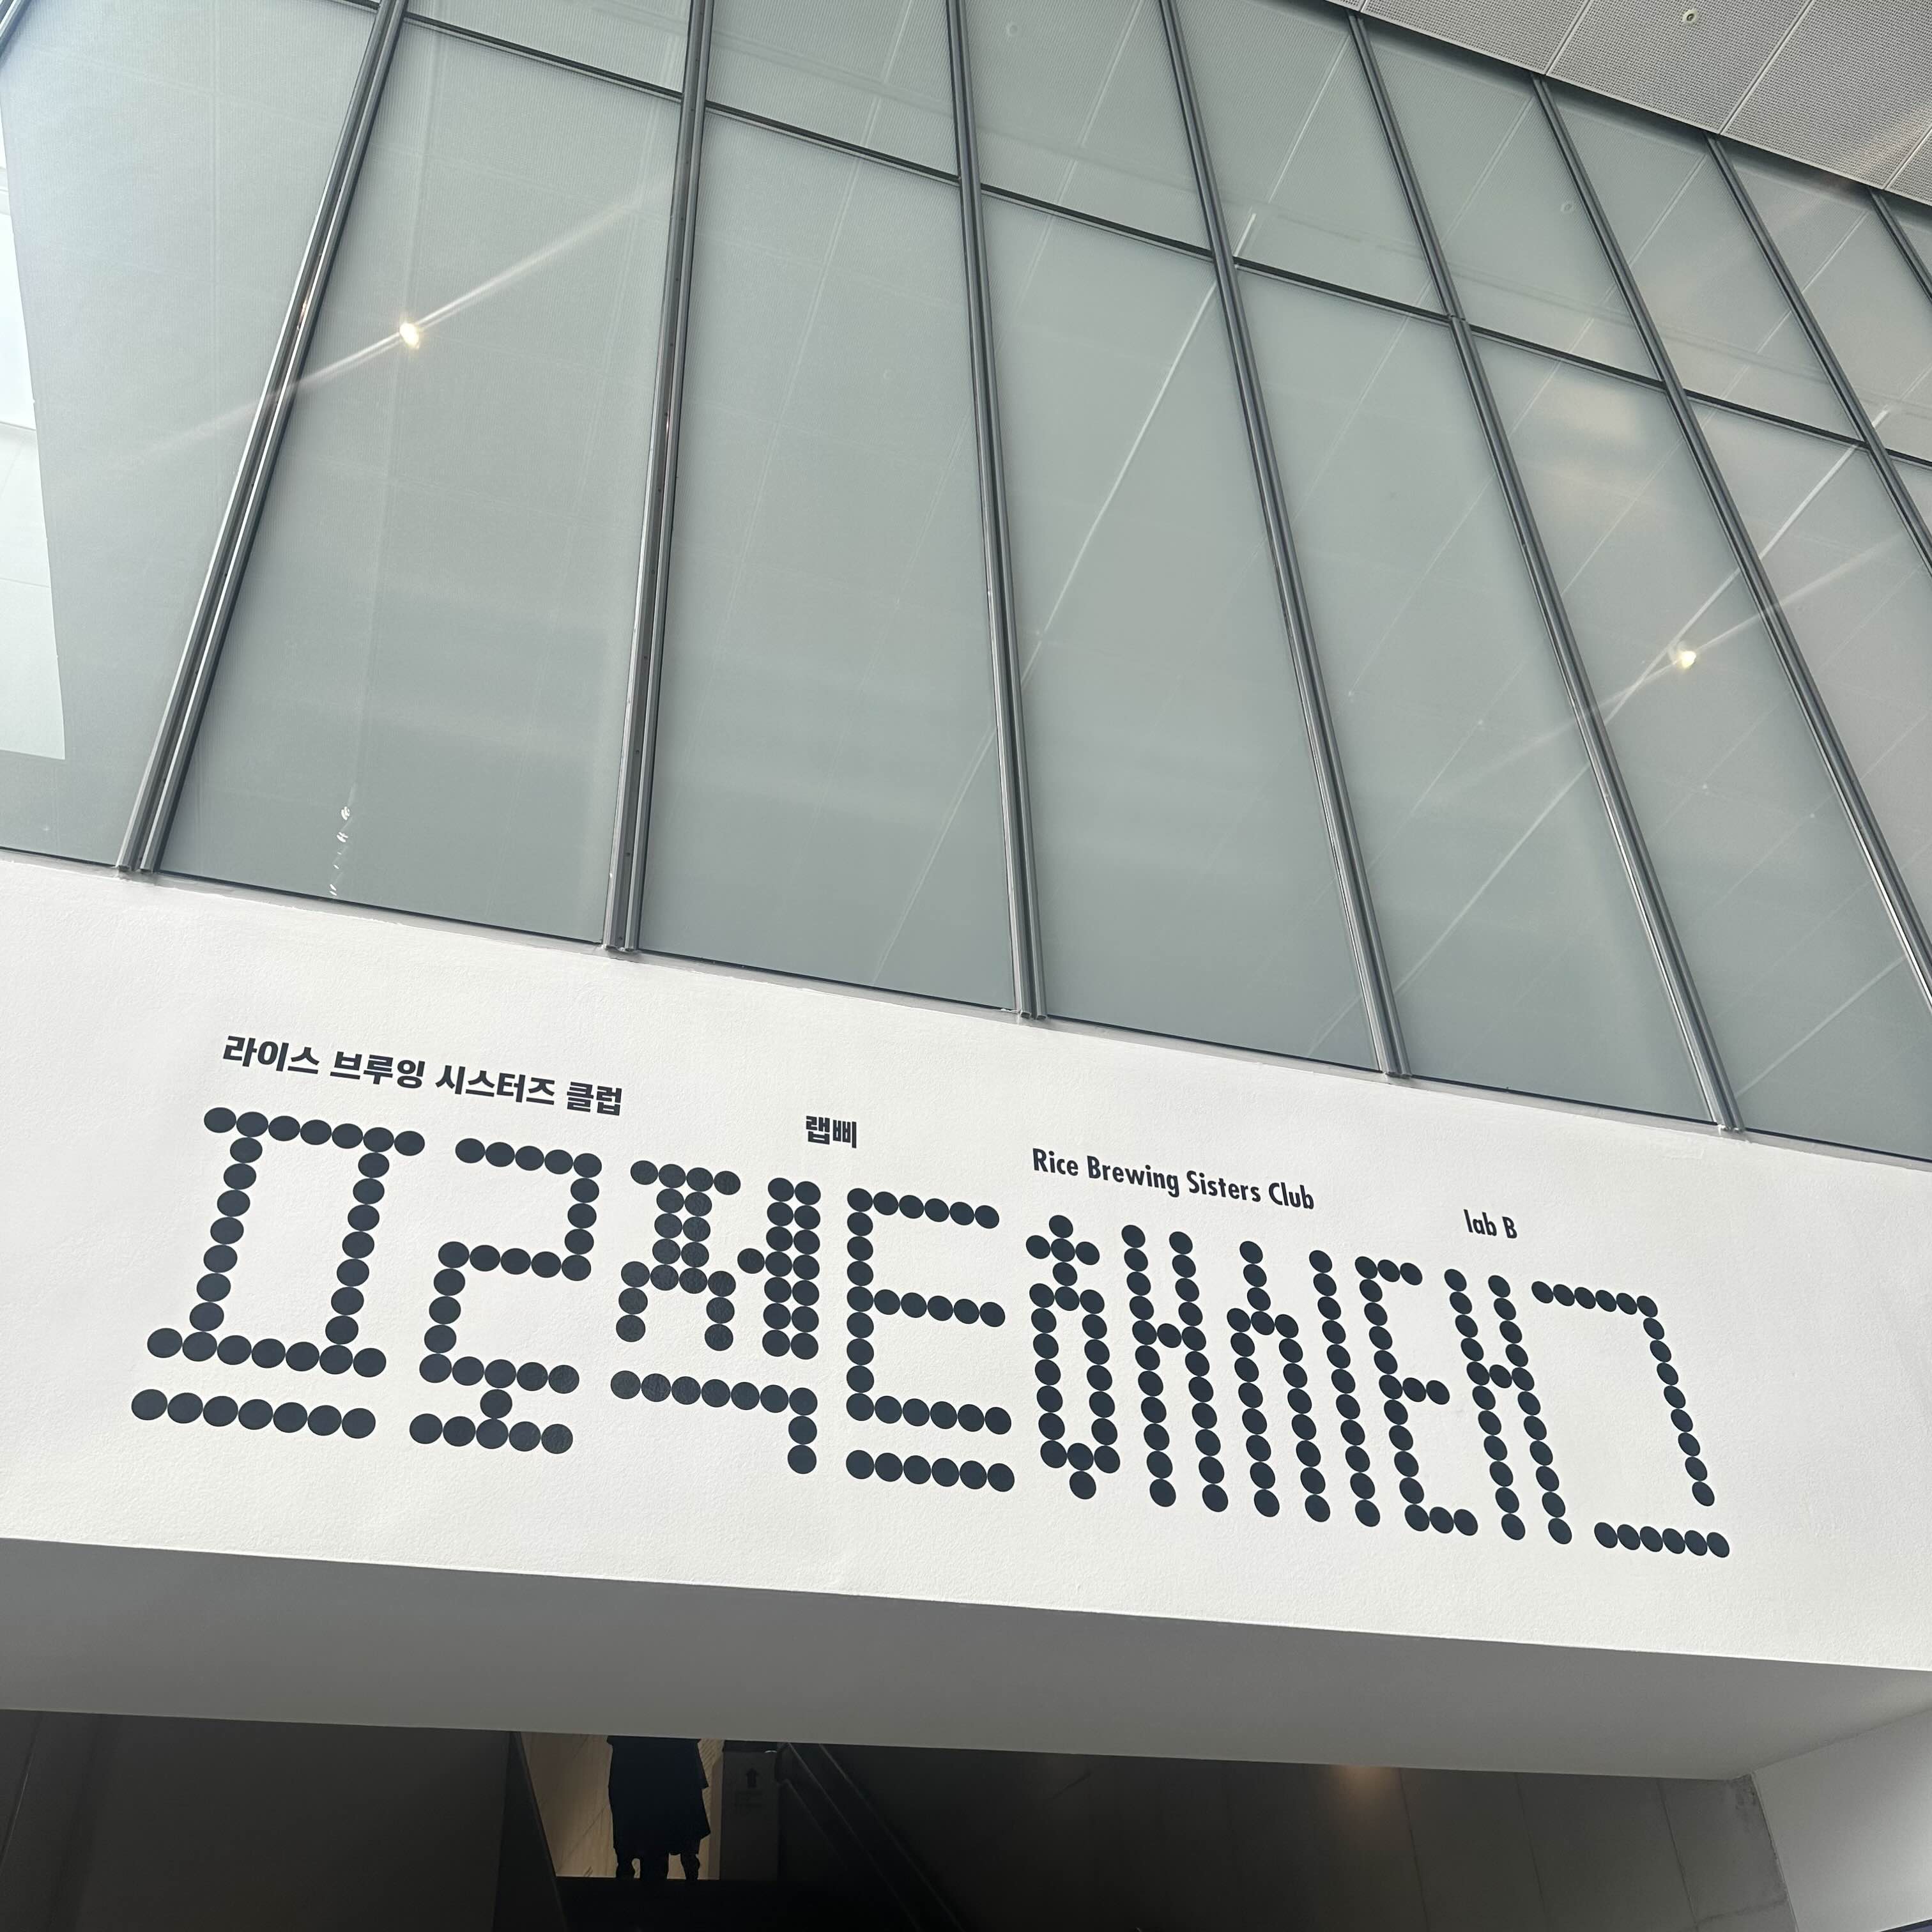 라이스 브루잉 시스터즈 클럽
랩삐
Rice Brewing Sisters Club
lab B
프로젝트해시태그